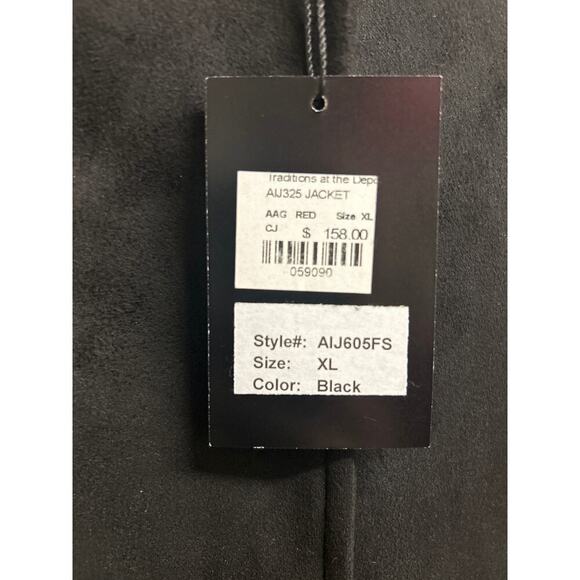 Traditions at the Depo
AIJ325 JACKET
AAG RED Size XL
CJ $ 158.00
059090
Style#: AIJ605FS
Size: XL
Color: Black